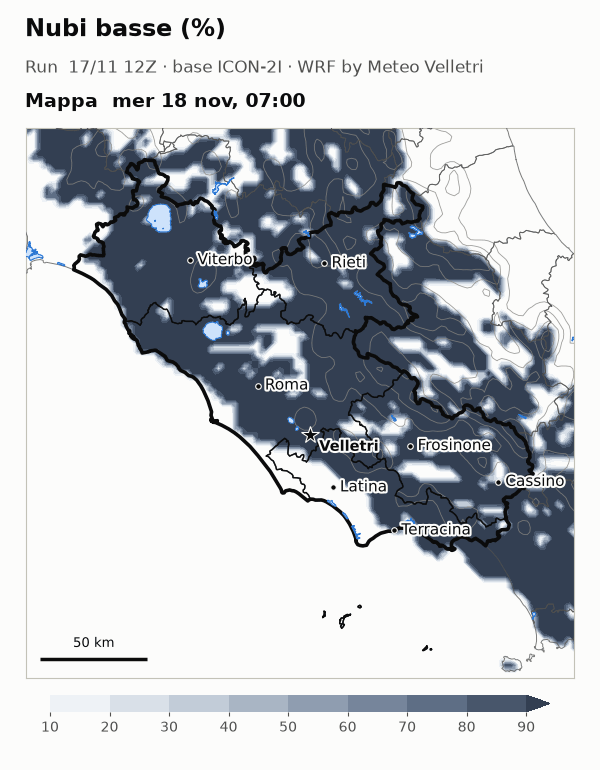 Nubi basse (%)
Run  17/11 12Z · base ICON-2I · WRF by Meteo Velletri
Mappa  mer 18 nov, 07:00
Viterbo
Rieti
Roma
Velletri
Frosinone
Cassino
Latina
Terracina
50 km
10 20 30 40 50 60 70 80 90